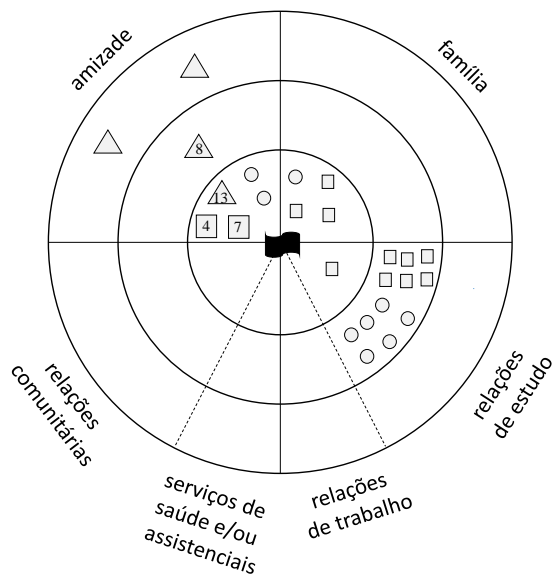 amizade
família
8
13
4 7
relações
comunitárias
serviços de
saúde e/ou
assistenciais
relações
de trabalho
relações
de estudo